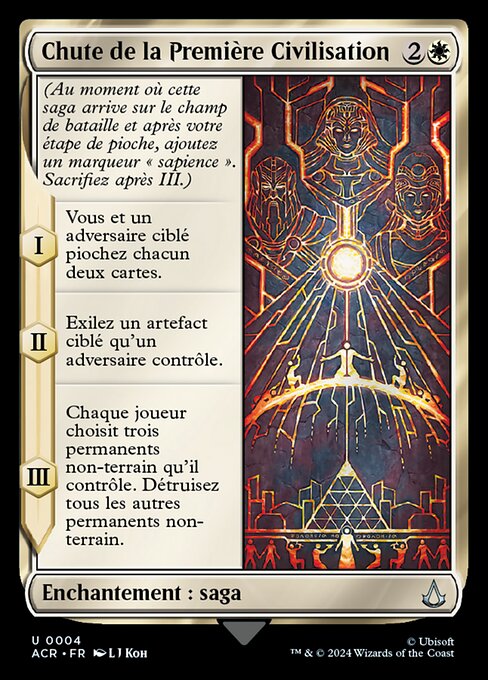 Chute de la Première Civilisation 2
(Au moment où cette
saga arrive sur le champ
de bataille et après votre
étape de pioche, ajoutez
un marqueur « sapience ».
Sacrifiez après III.)
I
Vous et un
adversaire ciblé
piochez chacun
deux cartes.
II
Exilez un artefact
ciblé qu'un
adversaire contrôle.
III
Chaque joueur
choisit trois
permanents
non-terrain qu'il
contrôle. Détruisez
tous les autres
permanents non-
terrain.
Enchantement : saga
U 0004
ACR • FR LJ Koh
© Ubisoft
™ & © 2024 Wizards of the Coast